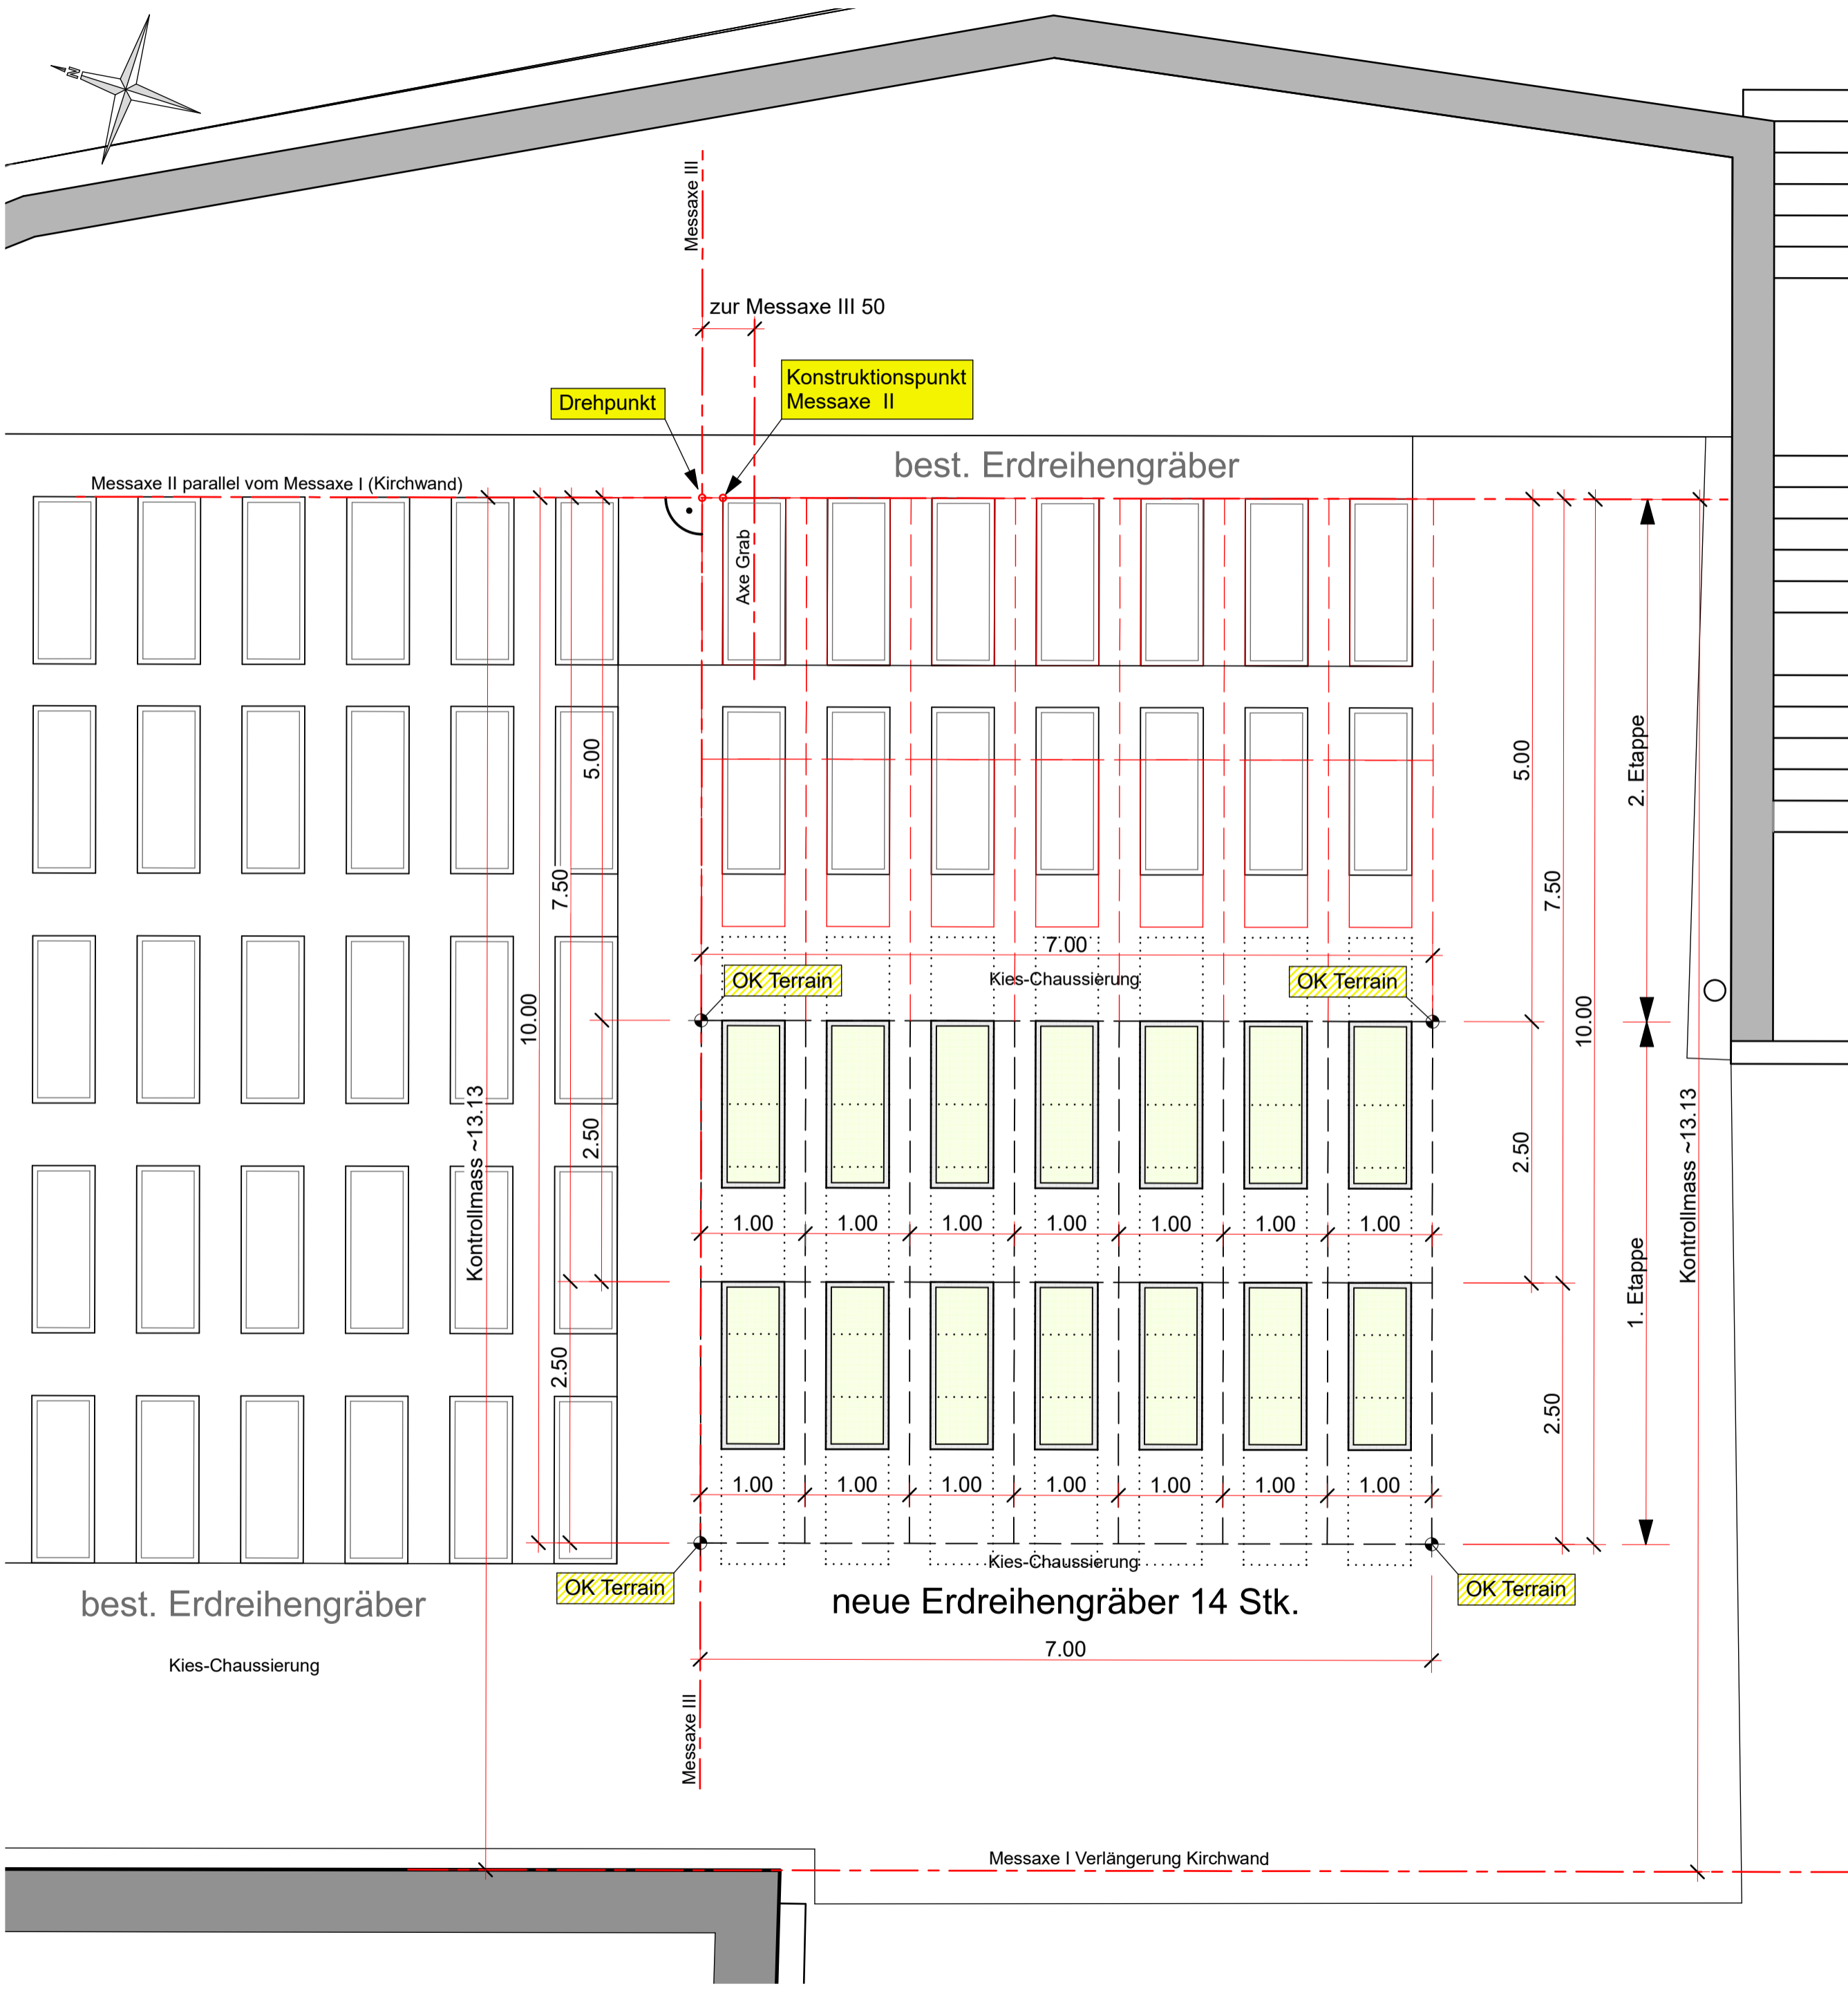 N
Messaxe III
zur Messaxe III 50
Drehpunkt
Konstruktionspunkt
Messaxe II
best. Erdreihengräber
Messaxe II parallel vom Messaxe I (Kirchwand)
Axe Grab
5.00
7.50
10.00
Kontrollmass ~13.13
2.50
2.50
5.00
7.50
10.00
2.50
2.50
2. Etappe
1. Etappe
Kontrollmass ~13.13
7.00
OK Terrain
Kies-Chaussierung
OK Terrain
1.00 1.00 1.00 1.00 1.00 1.00 1.00
1.00 1.00 1.00 1.00 1.00 1.00 1.00
Kies-Chaussierung
OK Terrain
OK Terrain
best. Erdreihengräber
neue Erdreihengräber 14 Stk.
Kies-Chaussierung
7.00
Messaxe III
Messaxe I Verlängerung Kirchwand